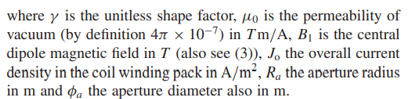 where γ is the unitless shape factor, μ₀ is the permeability of
vacuum (by definition 4π × 10⁻⁷) in Tm/A, B₁ is the central
dipole magnetic field in T (also see (3)), Jₒ the overall current
density in the coil winding pack in A/m², Rₐ the aperture radius
in m and ϕₐ the aperture diameter also in m.